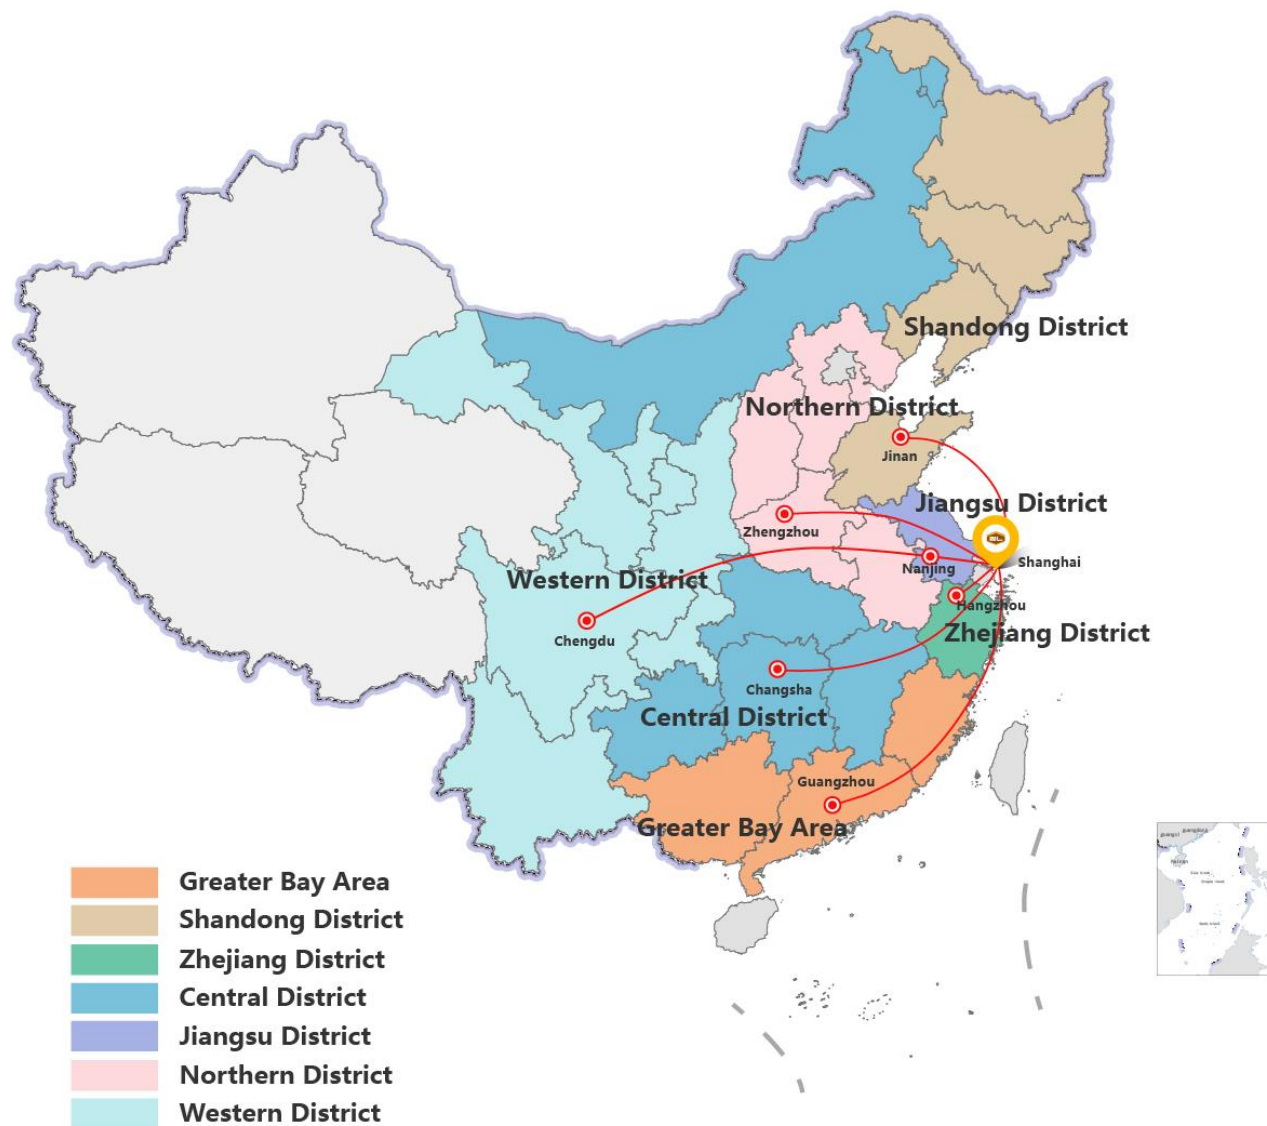 Shandong District
Northern District
Jinan
Jiangsu District
Zhengzhou
Nanjing
Shanghai
Western District
Hangzhou
Chengdu
Zhejiang District
Changsha
Central District
Guangzhou
Greater Bay Area
Greater Bay Area
Shandong District
Zhejiang District
Central District
Jiangsu District
Northern District
Western District